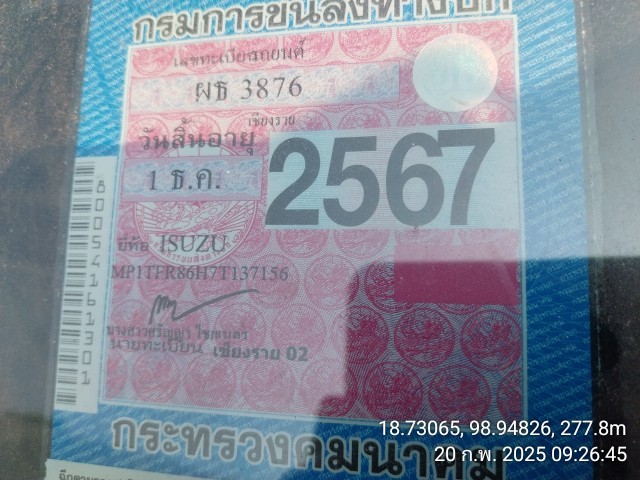 กรมการขนส่งทางบก
เลขทะเบียนรถยนต์
ผธ 3876
เชียงราย
วันสิ้นอายุ
1 ธ.ค.
2567
ยี่ห้อ ISUZU
MP1TFR86H7T137156
นายทะเบียน เชียงราย 02
กระทรวงคมนาคม
80054161301
18.73065, 98.94826, 277.8m
20 ก.พ. 2025 09:26:45